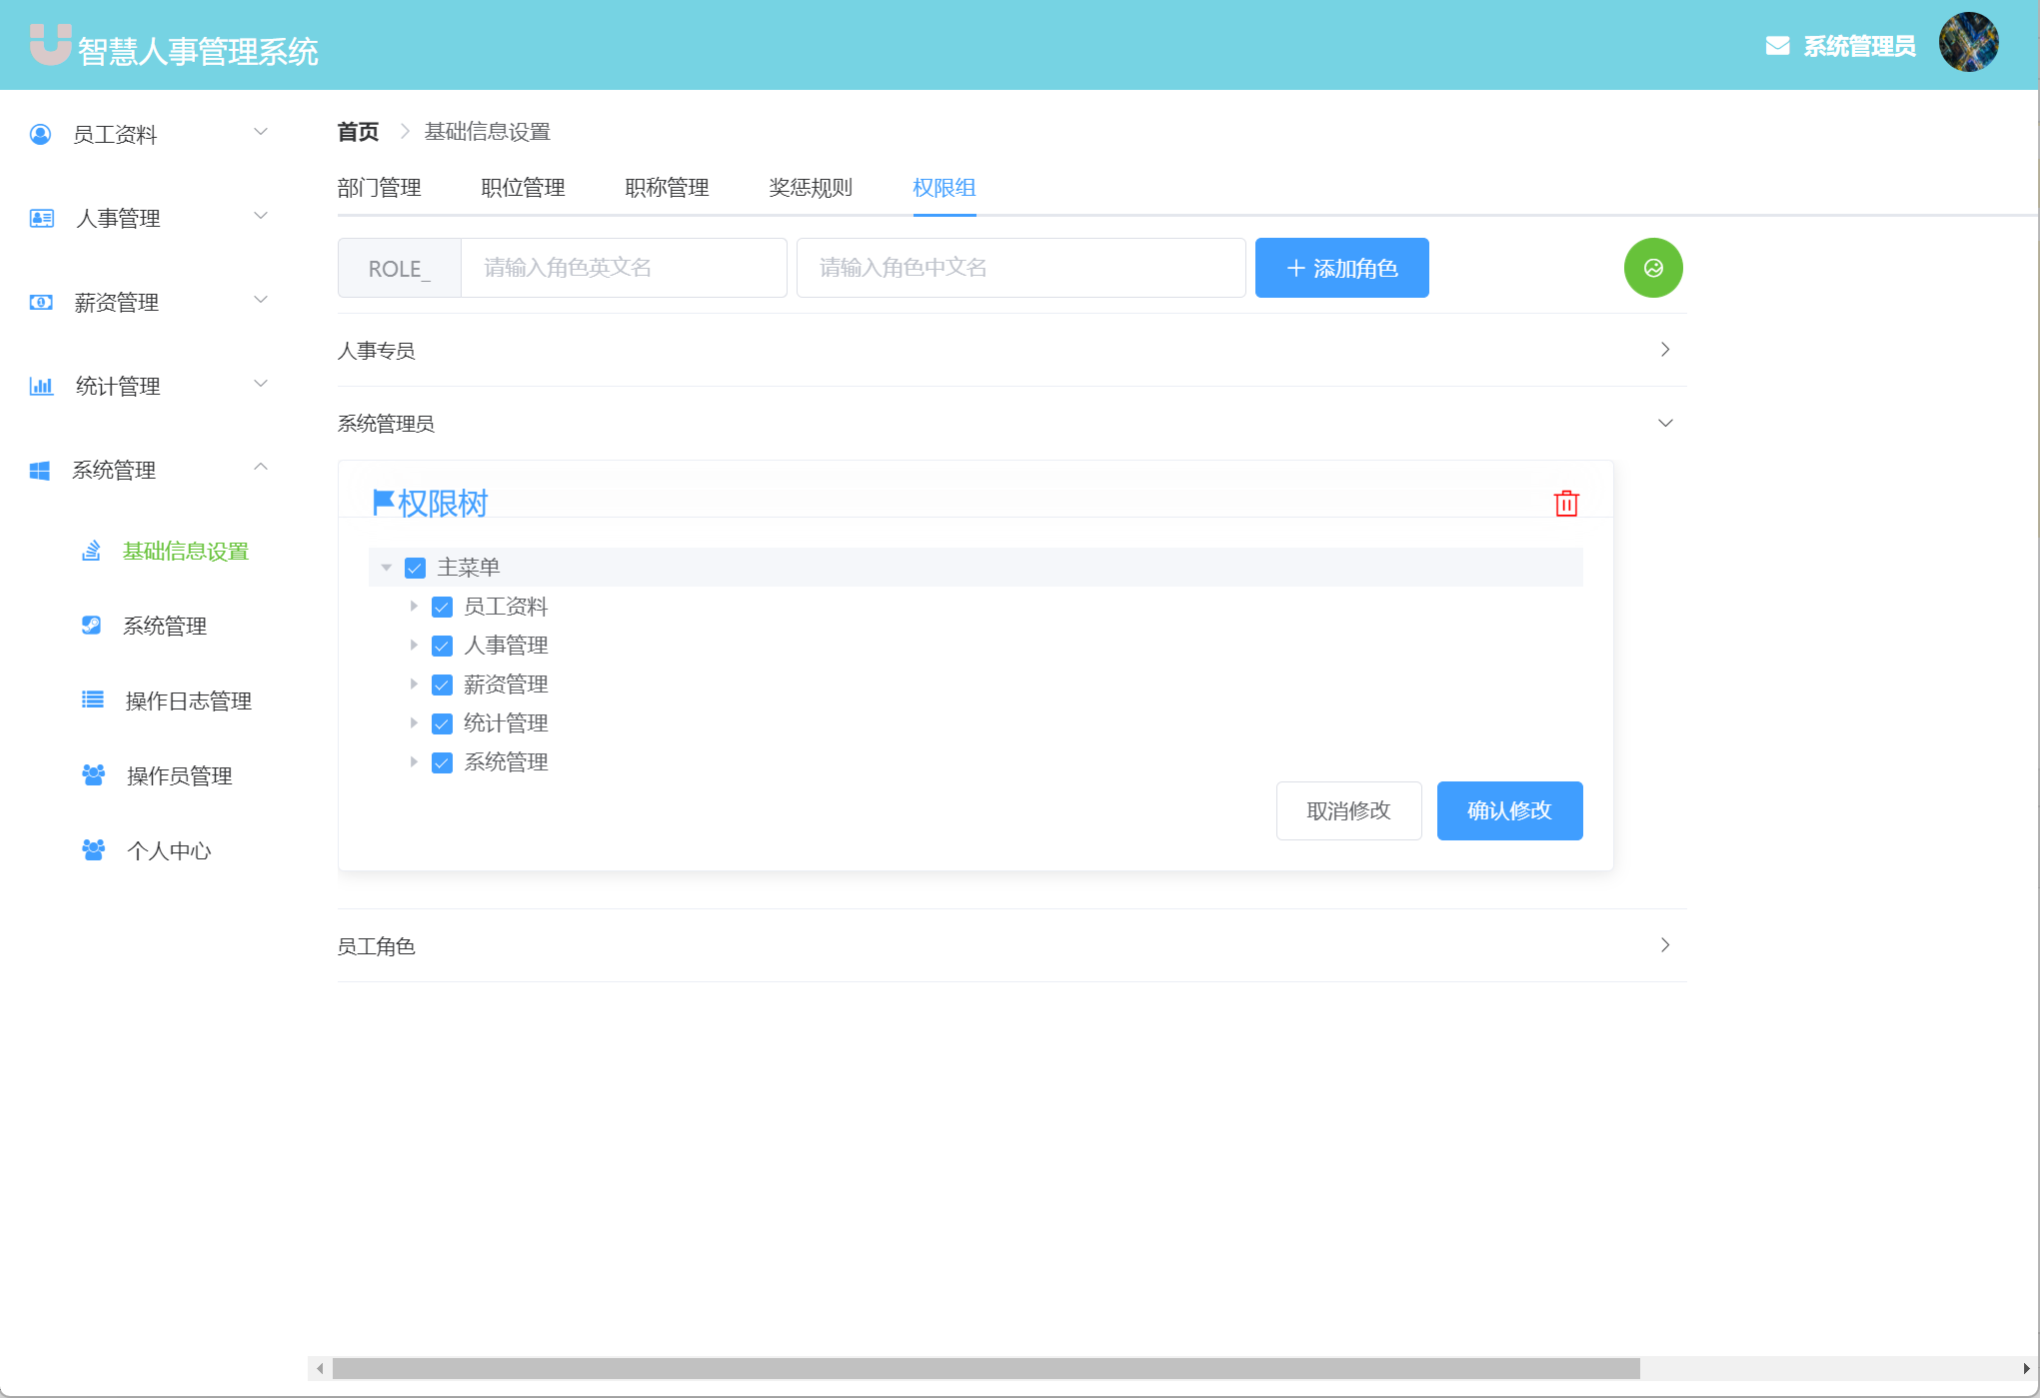 智慧人事管理系统
系统管理员
员工资料
人事管理
薪资管理
统计管理
系统管理
基础信息设置
系统管理
操作日志管理
操作员管理
个人中心
首页 基础信息设置
部门管理 职位管理 职称管理 奖惩规则 权限组
ROLE_ 请输入角色英文名 请输入角色中文名 添加角色
人事专员
系统管理员
权限树
主菜单
员工资料
人事管理
薪资管理
统计管理
系统管理
取消修改 确认修改
员工角色